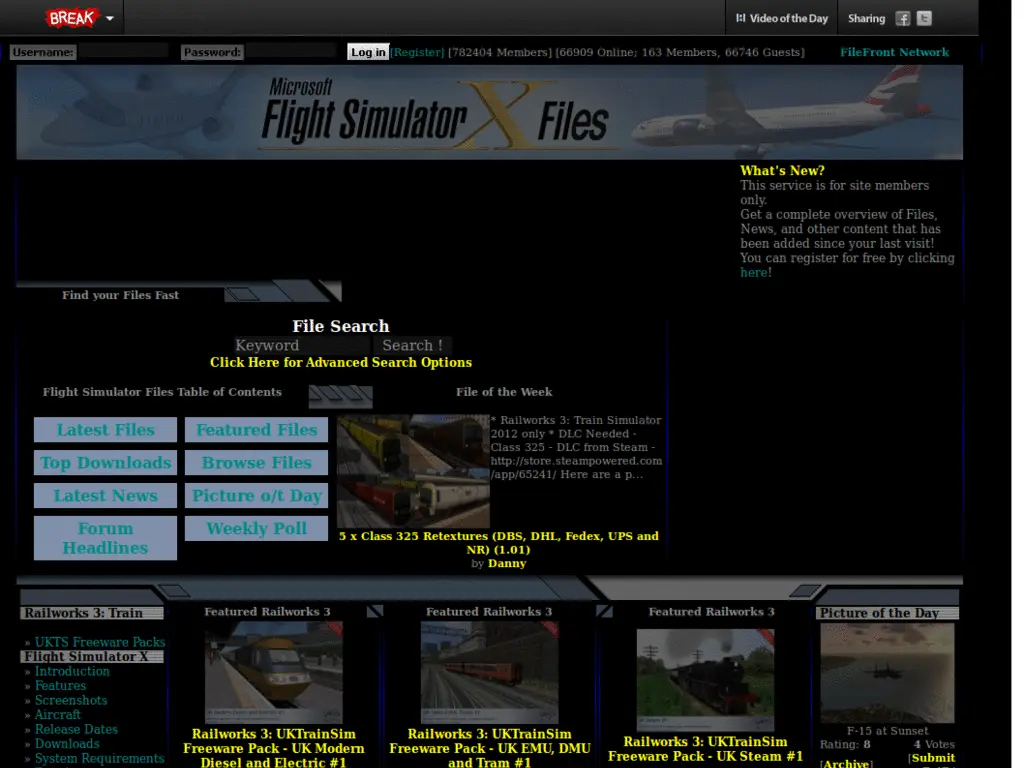 BREAK
Video of the Day
Sharing
Username:
Password:
Log in
[Register] [782404 Members] [66909 Online; 163 Members, 66746 Guests]
FileFront Network
Microsoft
Flight Simulator X Files
What's New?
This service is for site members
only.
Get a complete overview of Files,
News, and other content that has
been added since your last visit!
You can register for free by clicking
here!
Find your Files Fast
File Search
Keyword
Search !
Click Here for Advanced Search Options
Flight Simulator Files Table of Contents
Latest Files
Featured Files
Top Downloads
Browse Files
Latest News
Picture o/t Day
Forum
Headlines
Weekly Poll
File of the Week
* Railworks 3: Train Simulator
2012 only * DLC Needed -
Class 325 - DLC from Steam -
http://store.steampowered.com
/app/65241/ Here are a p...
5 x Class 325 Retextures (DBS, DHL, Fedex, UPS and
NR) (1.01)
by Danny
Railworks 3: Train
» UKTS Freeware Packs
Flight Simulator X
» Introduction
» Features
» Screenshots
» Aircraft
» Release Dates
» Downloads
» System Requirements
Featured Railworks 3
Railworks 3: UKTrainSim
Freeware Pack - UK Modern
Diesel and Electric #1
Featured Railworks 3
Railworks 3: UKTrainSim
Freeware Pack - UK EMU, DMU
and Tram #1
Featured Railworks 3
Railworks 3: UKTrainSim
Freeware Pack - UK Steam #1
Picture of the Day
F-15 at Sunset
Rating: 8
4 Votes
[Archive]
[Submit